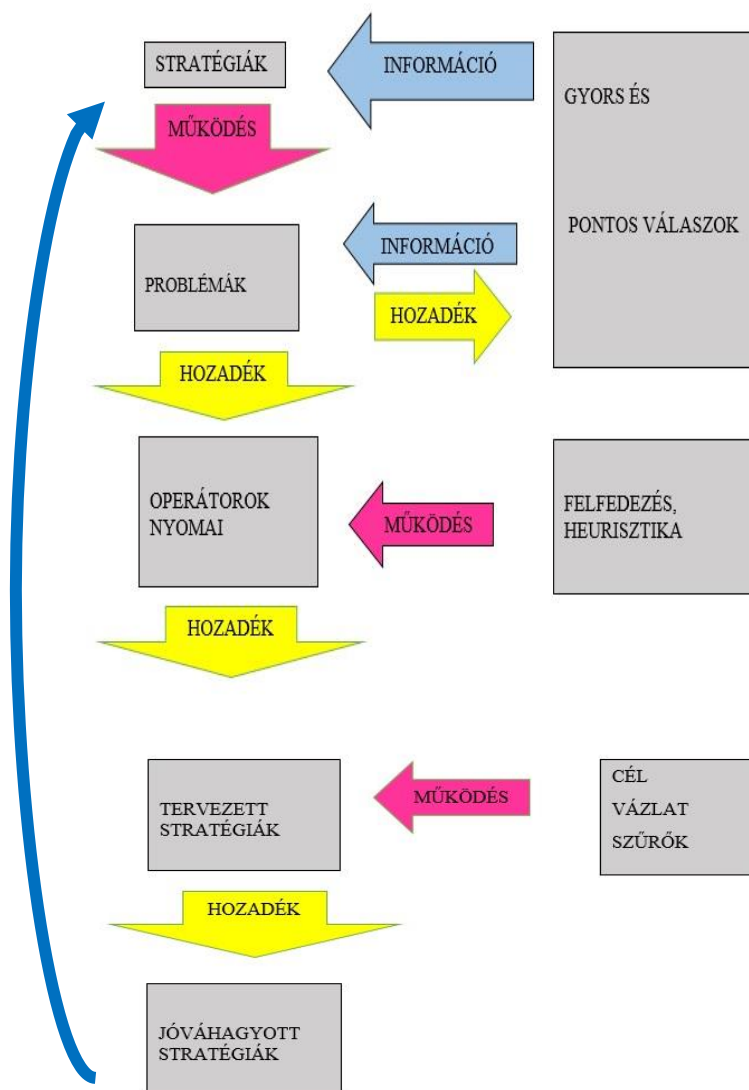 STRATÉGIÁK
INFORMÁCIÓ
GYORS ÉS
MŰKÖDÉS
PONTOS VÁLASZOK
INFORMÁCIÓ
PROBLÉMÁK
HOZADÉK
HOZADÉK
OPERÁTOROK
NYOMAI
MŰKÖDÉS
FELFEDEZÉS,
HEURISZTIKA
HOZADÉK
TERVEZETT
STRATÉGIÁK
MŰKÖDÉS
CÉL
VÁZLAT
SZŰRŐK
HOZADÉK
JÓVÁHAGYOTT
STRATÉGIÁK